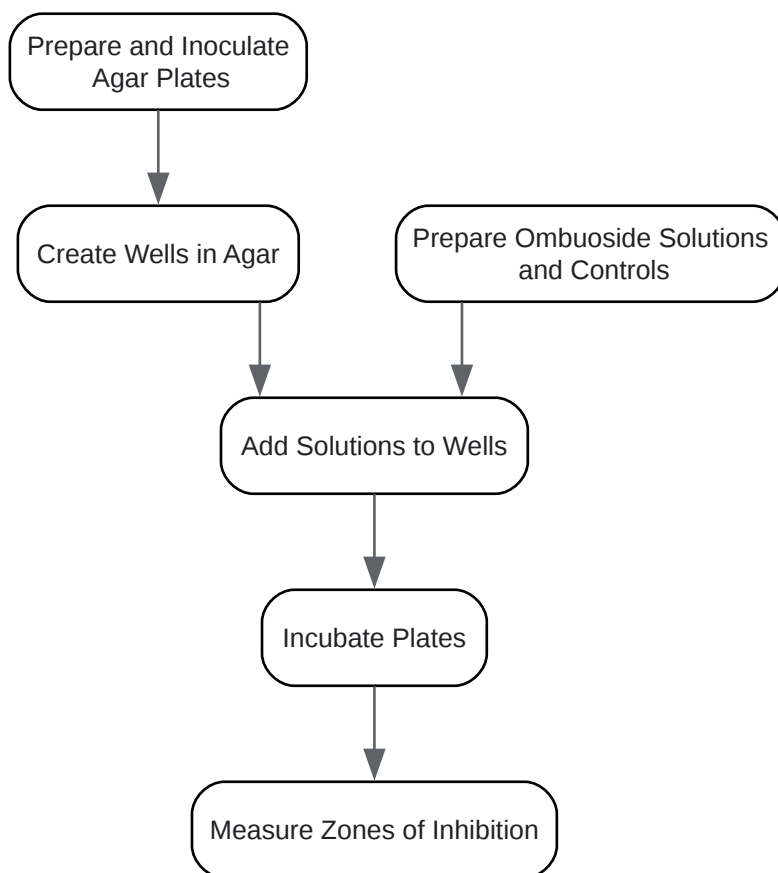 Prepare and Inoculate
Agar Plates
Create Wells in Agar
Prepare Ombuoside Solutions
and Controls
Add Solutions to Wells
Incubate Plates
Measure Zones of Inhibition